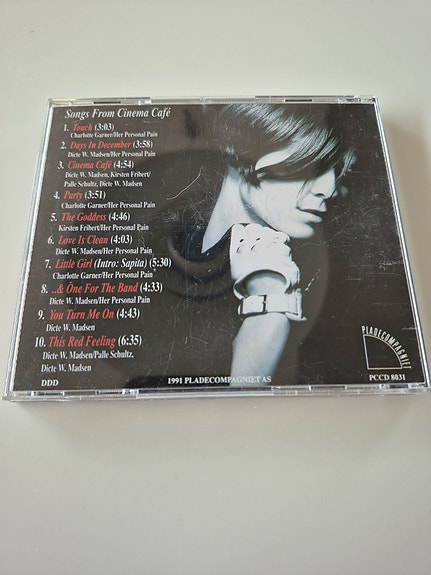 Songs From Cinema Café
1. Touch (3:03)
Charlotte Garner/Her Personal Pain
2. Days In December (3:58)
Dicte W. Madsen/Her Personal Pain
3. Cinema Café (4:54)
Dicte W. Madsen, Kirsten Fribert/
Palle Schultz, Dicte W. Madsen
4. Party (3:51)
Charlotte Garner/Her Personal Pain
5. The Goddess (4:46)
Kirsten Fribert/Her Personal Pain
6. Love Is Clean (4:03)
Dicte W. Madsen/Her Personal Pain
7. Little Girl (Intro: Sapita) (5:30)
Charlotte Garner/Her Personal Pain
8. ..& One For The Band (4:33)
Dicte W. Madsen/Her Personal Pain
9. You Turn Me On (4:43)
Dicte W. Madsen
10. This Red Feeling (6:35)
Dicte W. Madsen/Palle Schultz,
Dicte W. Madsen
PLADECOMPAGNIET
DDD
1991 PLADECOMPAGNIET AS
PCCD 8031